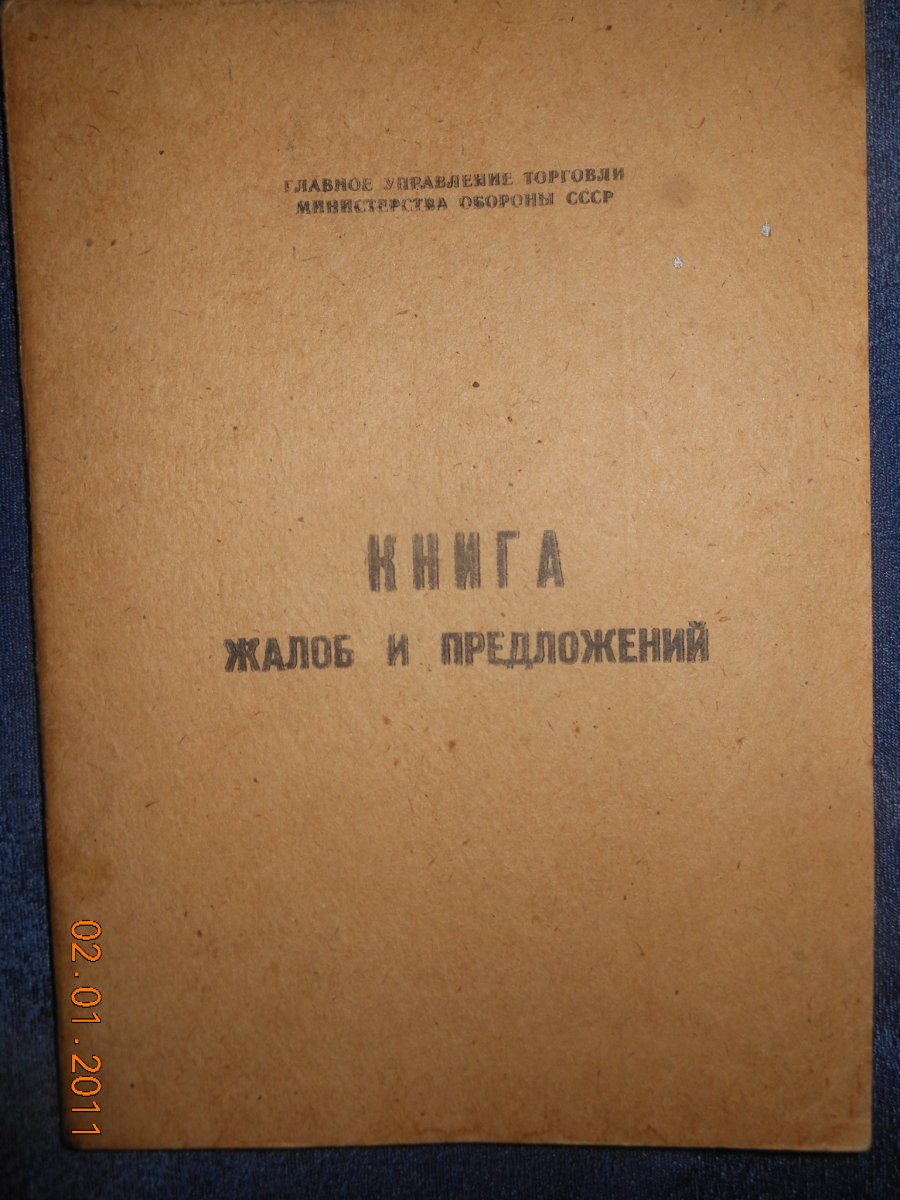 ГЛАВНОЕ УПРАВЛЕНИЕ ТОРГОВЛИ
МИНИСТЕРСТВА ОБОРОНЫ СССР
КНИГА
ЖАЛОБ И ПРЕДЛОЖЕНИЙ
02.01.2011